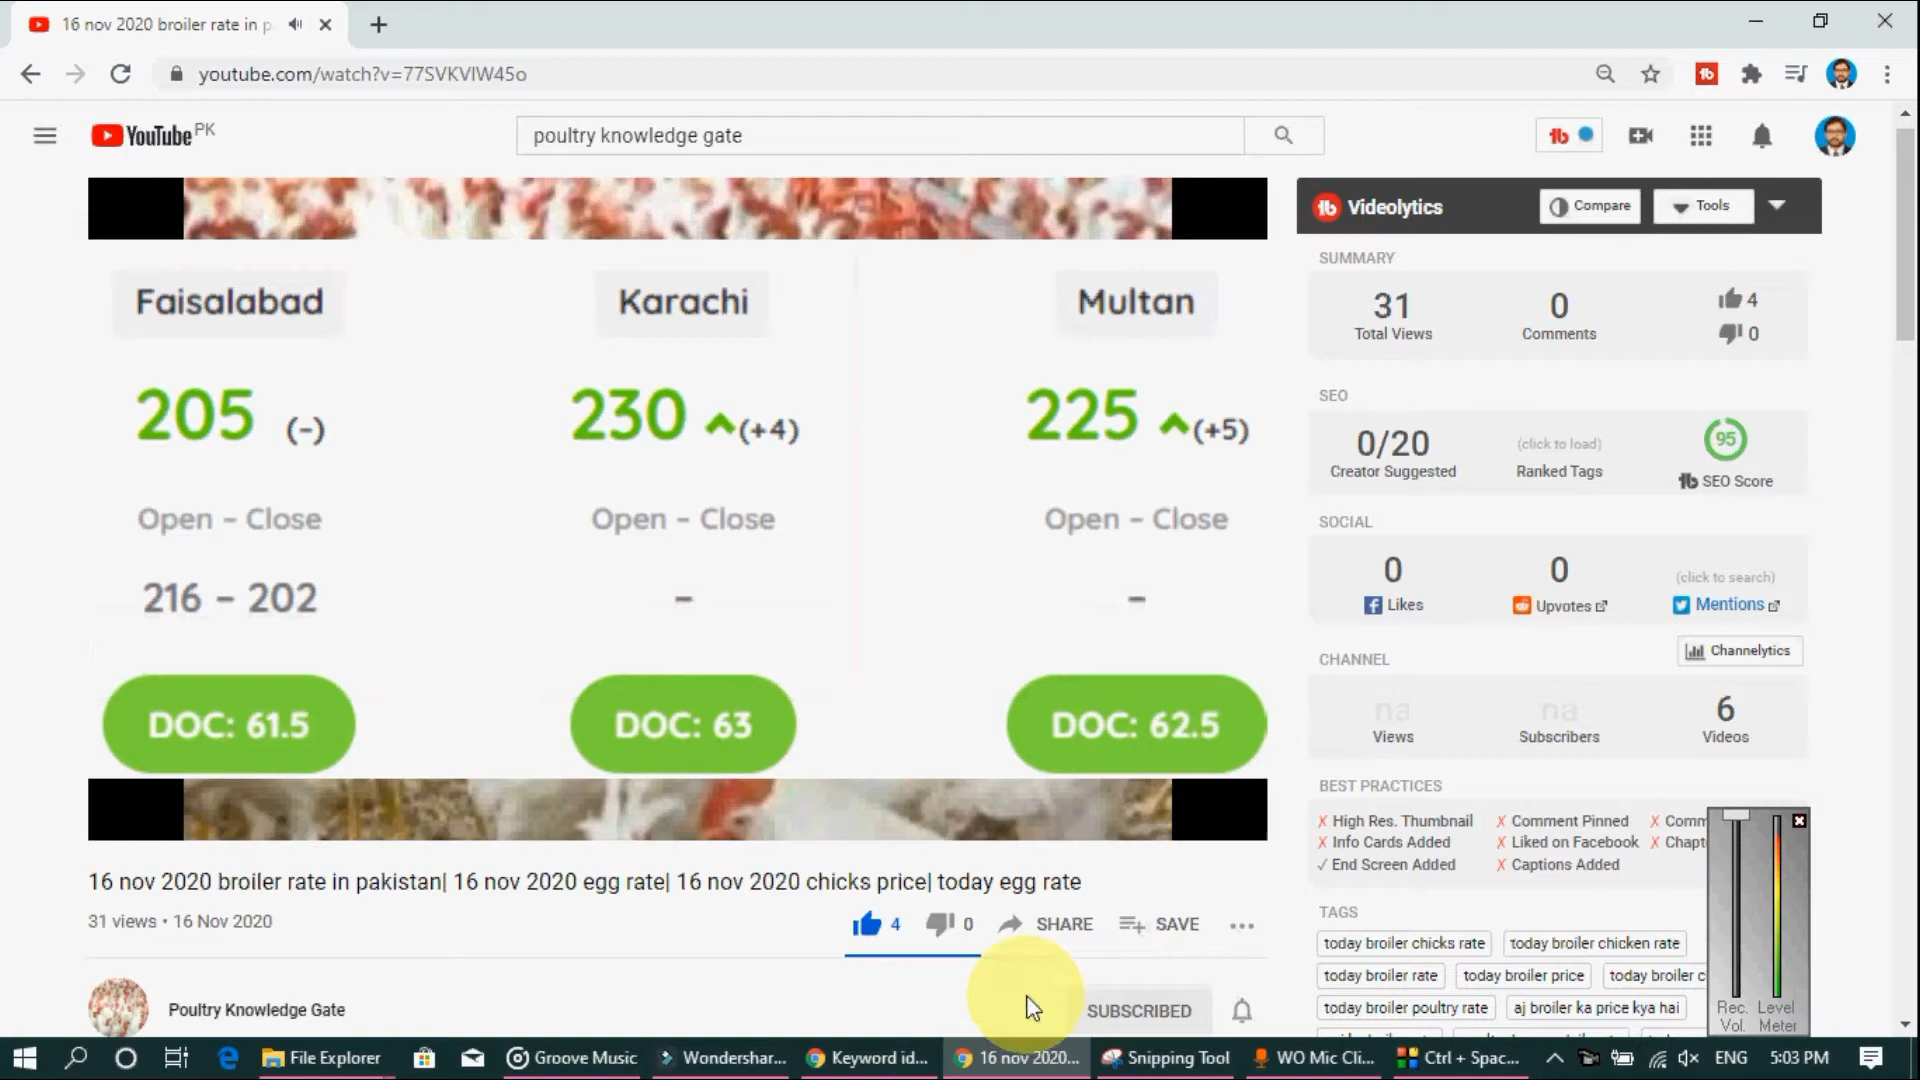 16 nov 2020 broiler rate in p
youtube.com/watch?v=77SVKVlW45o
YouTube PK
poultry knowledge gate
Faisalabad Karachi Multan
205 (-) 230 (+4) 225 (+5)
Open - Close Open - Close Open - Close
216 - 202 - -
DOC: 61.5 DOC: 63 DOC: 62.5
16 nov 2020 broiler rate in pakistan| 16 nov 2020 egg rate| 16 nov 2020 chicks price| today egg rate
31 views • 16 Nov 2020
4 0 SHARE SAVE
Poultry Knowledge Gate
SUBSCRIBED
Videolytics Compare Tools
SUMMARY
31 0 4
Total Views Comments 0
SEO
0/20 (click to load) 95
Creator Suggested Ranked Tags SEO Score
SOCIAL
0 0 (click to search)
Likes Upvotes Mentions
CHANNEL Channelytics
na na 6
Views Subscribers Videos
BEST PRACTICES
✗ High Res. Thumbnail ✗ Comment Pinned ✗ Comm
✗ Info Cards Added ✗ Liked on Facebook ✗ Chapt
✓ End Screen Added ✗ Captions Added
TAGS
today broiler chicks rate today broiler chicken rate
today broiler rate today broiler price today broiler c
today broiler poultry rate aj broiler ka price kya hai
Rec. Level
Vol. Meter
File Explorer Groove Music Wondershar... Keyword id... 16 nov 2020... Snipping Tool WO Mic Cli... Ctrl + Spac... ENG 5:03 PM